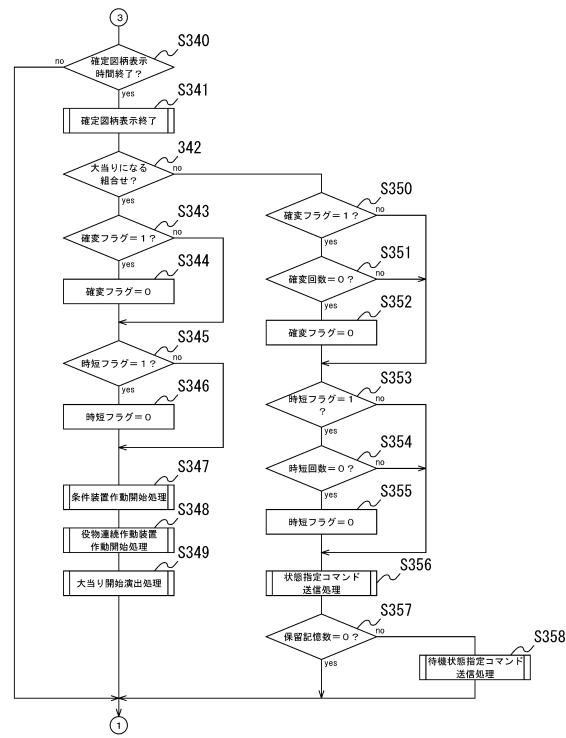 3
S340
確定図柄表示
時間終了？
no
yes
S341
確定図柄表示終了
342
大当りになる
組合せ？
no
yes
S343
確変フラグ＝１？
no
yes
S344
確変フラグ＝０
S345
時短フラグ＝１？
no
yes
S346
時短フラグ＝０
S347
条件装置作動開始処理
S348
役物連続作動装置
作動開始処理
S349
大当り開始演出処理
S350
確変フラグ＝１？
no
yes
S351
確変回数＝０？
no
yes
S352
確変フラグ＝０
S353
時短フラグ＝１
？
no
yes
S354
時短回数＝０？
no
yes
S355
時短フラグ＝０
S356
状態指定コマンド
送信処理
S357
保留記憶数＝０？
no
yes
S358
待機状態指定コマンド
送信処理
1